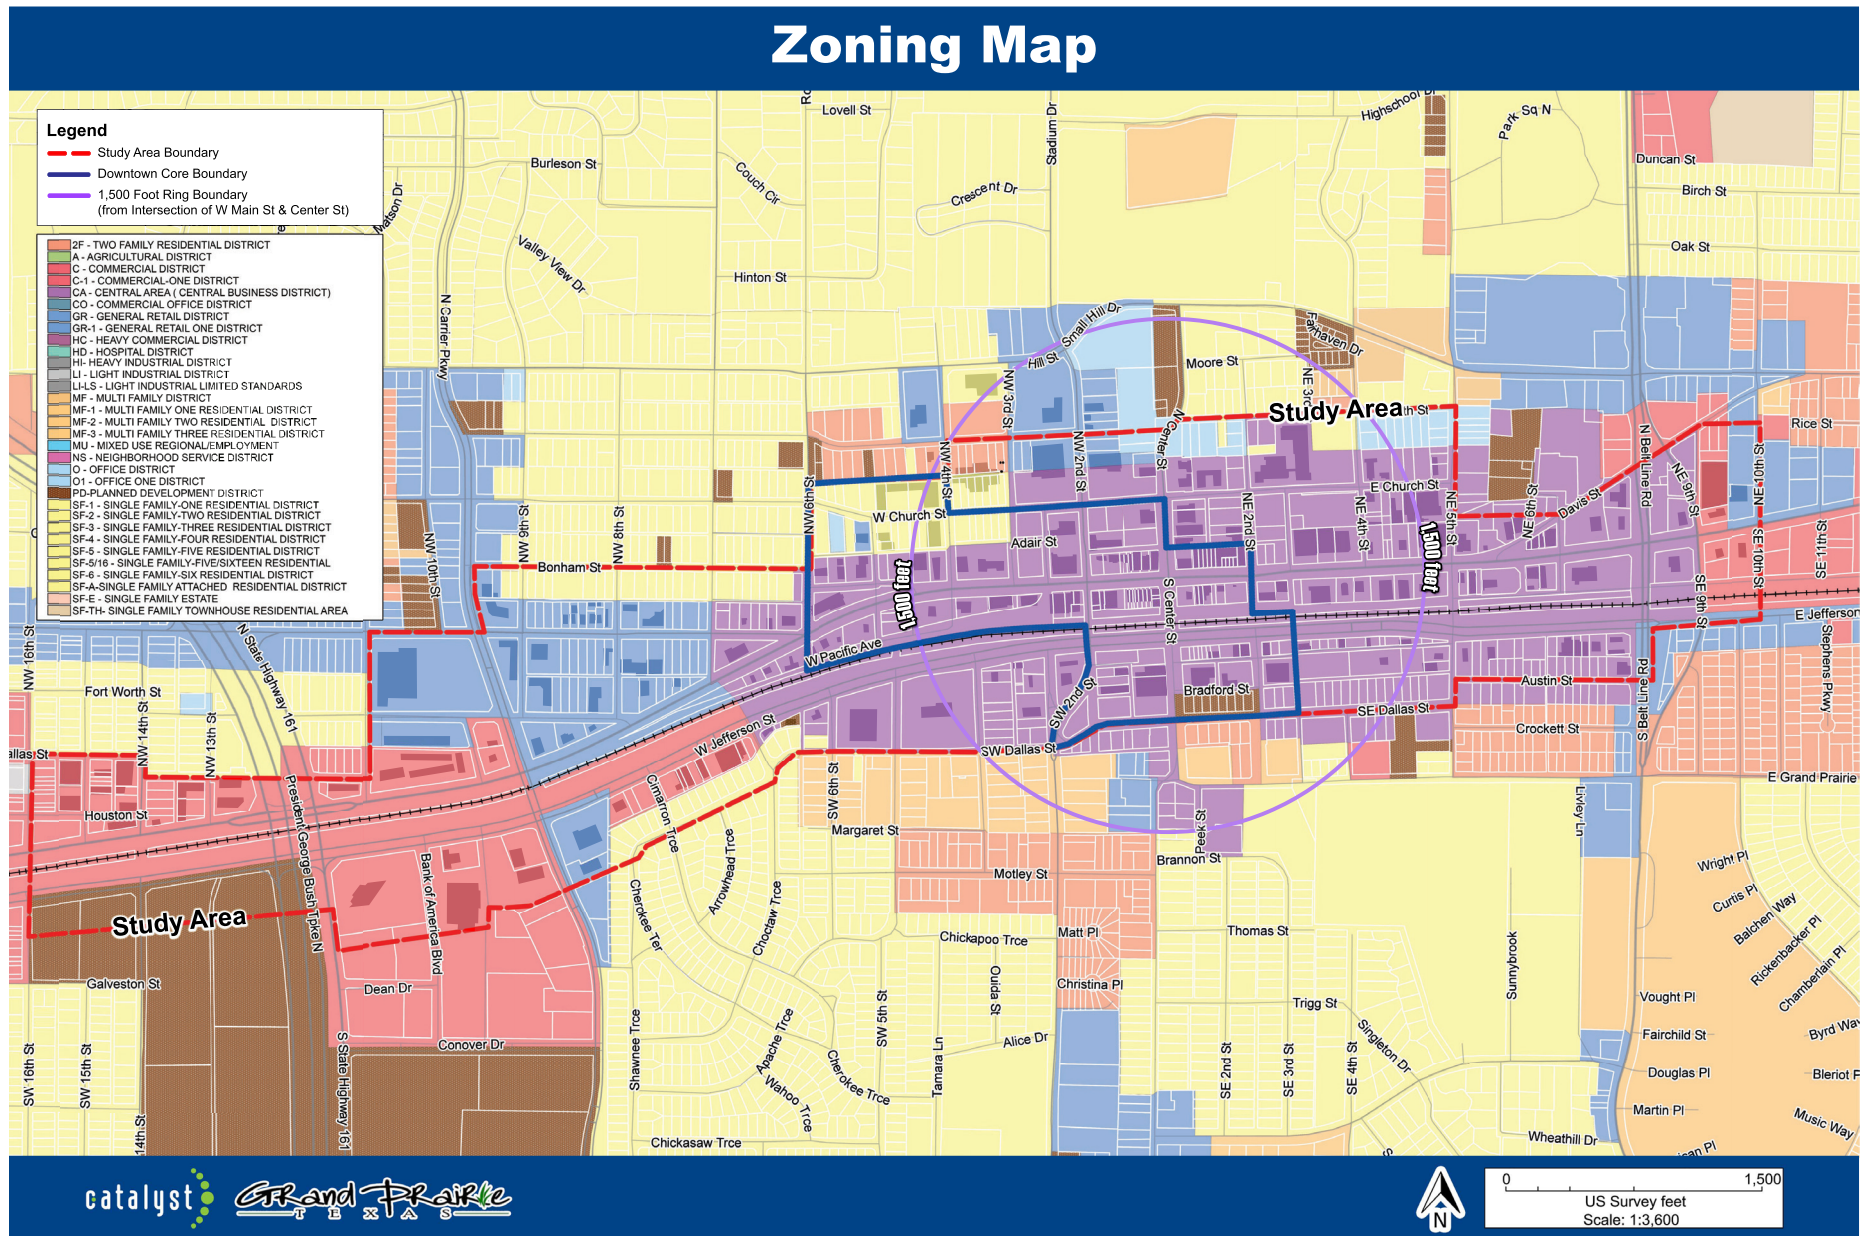 Zoning Map
Legend
Study Area Boundary
Downtown Core Boundary
1,500 Foot Ring Boundary
(from Intersection of W Main St & Center St)
2F - TWO FAMILY RESIDENTIAL DISTRICT
A - AGRICULTURAL DISTRICT
C - COMMERCIAL DISTRICT
C-1 - COMMERCIAL-ONE DISTRICT
CA - CENTRAL AREA ( CENTRAL BUSINESS DISTRICT)
CO - COMMERCIAL OFFICE DISTRICT
GR - GENERAL RETAIL DISTRICT
GR-1 - GENERAL RETAIL ONE DISTRICT
HC - HEAVY COMMERCIAL DISTRICT
HD - HOSPITAL DISTRICT
HI- HEAVY INDUSTRIAL DISTRICT
LI - LIGHT INDUSTRIAL DISTRICT
LI-LS - LIGHT INDUSTRIAL LIMITED STANDARDS
MF - MULTI FAMILY DISTRICT
MF-1 - MULTI FAMILY ONE RESIDENTIAL DISTRICT
MF-2 - MULTI FAMILY TWO RESIDENTIAL DISTRICT
MF-3 - MULTI FAMILY THREE RESIDENTIAL DISTRICT
MU - MIXED USE REGIONAL/EMPLOYMENT
NS - NEIGHBORHOOD SERVICE DISTRICT
O - OFFICE DISTRICT
O1 - OFFICE ONE DISTRICT
PD-PLANNED DEVELOPMENT DISTRICT
SF-1 - SINGLE FAMILY-ONE RESIDENTIAL DISTRICT
SF-2 - SINGLE FAMILY-TWO RESIDENTIAL DISTRICT
SF-3 - SINGLE FAMILY-THREE RESIDENTIAL DISTRICT
SF-4 - SINGLE FAMILY-FOUR RESIDENTIAL DISTRICT
SF-5 - SINGLE FAMILY-FIVE RESIDENTIAL DISTRICT
SF-5/16 - SINGLE FAMILY-FIVE/SIXTEEN RESIDENTIAL
SF-6 - SINGLE FAMILY-SIX RESIDENTIAL DISTRICT
SF-A-SINGLE FAMILY ATTACHED RESIDENTIAL DISTRICT
SF-E - SINGLE FAMILY ESTATE
SF-TH- SINGLE FAMILY TOWNHOUSE RESIDENTIAL AREA
Lovell St
Stadium Dr
Highschool Dr
Park Sq N
Duncan St
Burleson St
Couch Cir
Crescent Dr
Birch St
Matson Dr
Valley View Dr
Hinton St
Oak St
N Carrier Pkwy
Small Hill Dr
Hill St
Moore St
Fairhaven Dr
NW 3rd St
NE 3rd
Study Area
th St
Rice St
N Center St
NW 4th St
NW 2nd St
N Belt Line Rd
NE 9th St
NE 10th St
NW 6th St
E Church St
W Church St
NE 2nd St
NE 4th St
NE 5th St
NE 6th St
Davis St
NW 9th St
NW 8th St
NW 10th St
Adair St
1,500 feet
1,500 feet
SE 10th St
SE 11th St
Bonham St
S Center St
SE 9th St
E Jefferson
NW 16th St
N State Highway 161
W Pacific Ave
Stephens Pkwy
Fort Worth St
NW 14th St
NW 13th St
SW 2nd St
Bradford St
Austin St
S Belt Line Rd
SE Dallas St
W Jefferson St
Crockett St
allas St
SW Dallas St
E Grand Prairie
Houston St
President George Bush Tpke N
Cimarron Trce
SW 6th St
Margaret St
Peek St
Livley Ln
Arrowhead Trce
Brannon St
Wright Pl
Bank of America Blvd
Motley St
Cherokee Ter
Choctaw Trce
Curtis Pl
Balchen Way
Study Area
Chickapoo Trce
Matt Pl
Thomas St
Sunnybrook
Rickenbacker Pl
Chamberlain Pl
Galveston St
Dean Dr
Ouida St
Christina Pl
Vought Pl
Trigg St
SW 5th St
Conover Dr
Shawnee Trce
Apache Trce
Alice Dr
Singleton Dr
Fairchild St
Byrd Way
SW 16th St
SW 15th St
S State Highway 161
Cherokee Trce
Tamara Ln
SE 2nd St
SE 3rd St
SE 4th St
Douglas Pl
Bleriot P
Wahoo Trce
Martin Pl
Music Way
14th St
Chickasaw Trce
Wheathill Dr
catalyst
Grand Prairie
TEXAS
N
0 1,500
US Survey feet
Scale: 1:3,600